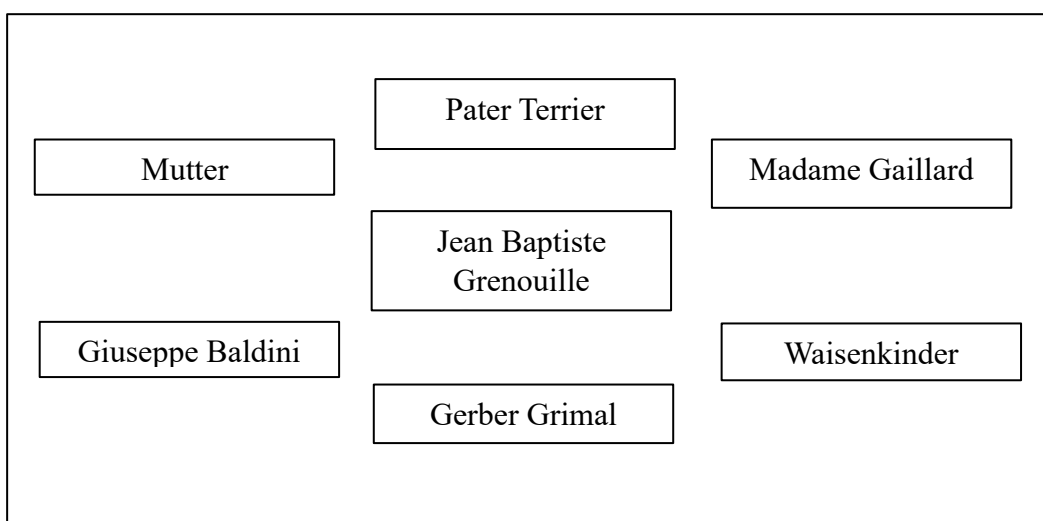 Pater Terrier
Mutter
Madame Gaillard
Jean Baptiste
Grenouille
Giuseppe Baldini
Waisenkinder
Gerber Grimal